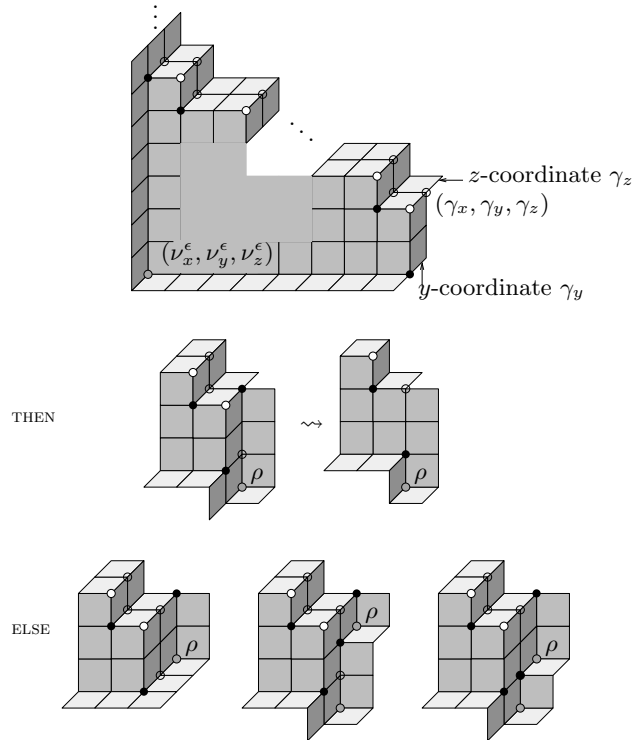 z-coordinate γ_z
(γ_x, γ_y, γ_z)
(ν_x^ϵ, ν_y^ϵ, ν_z^ϵ)
y-coordinate γ_y
THEN
⇝
ρ ρ
ELSE
ρ ρ ρ